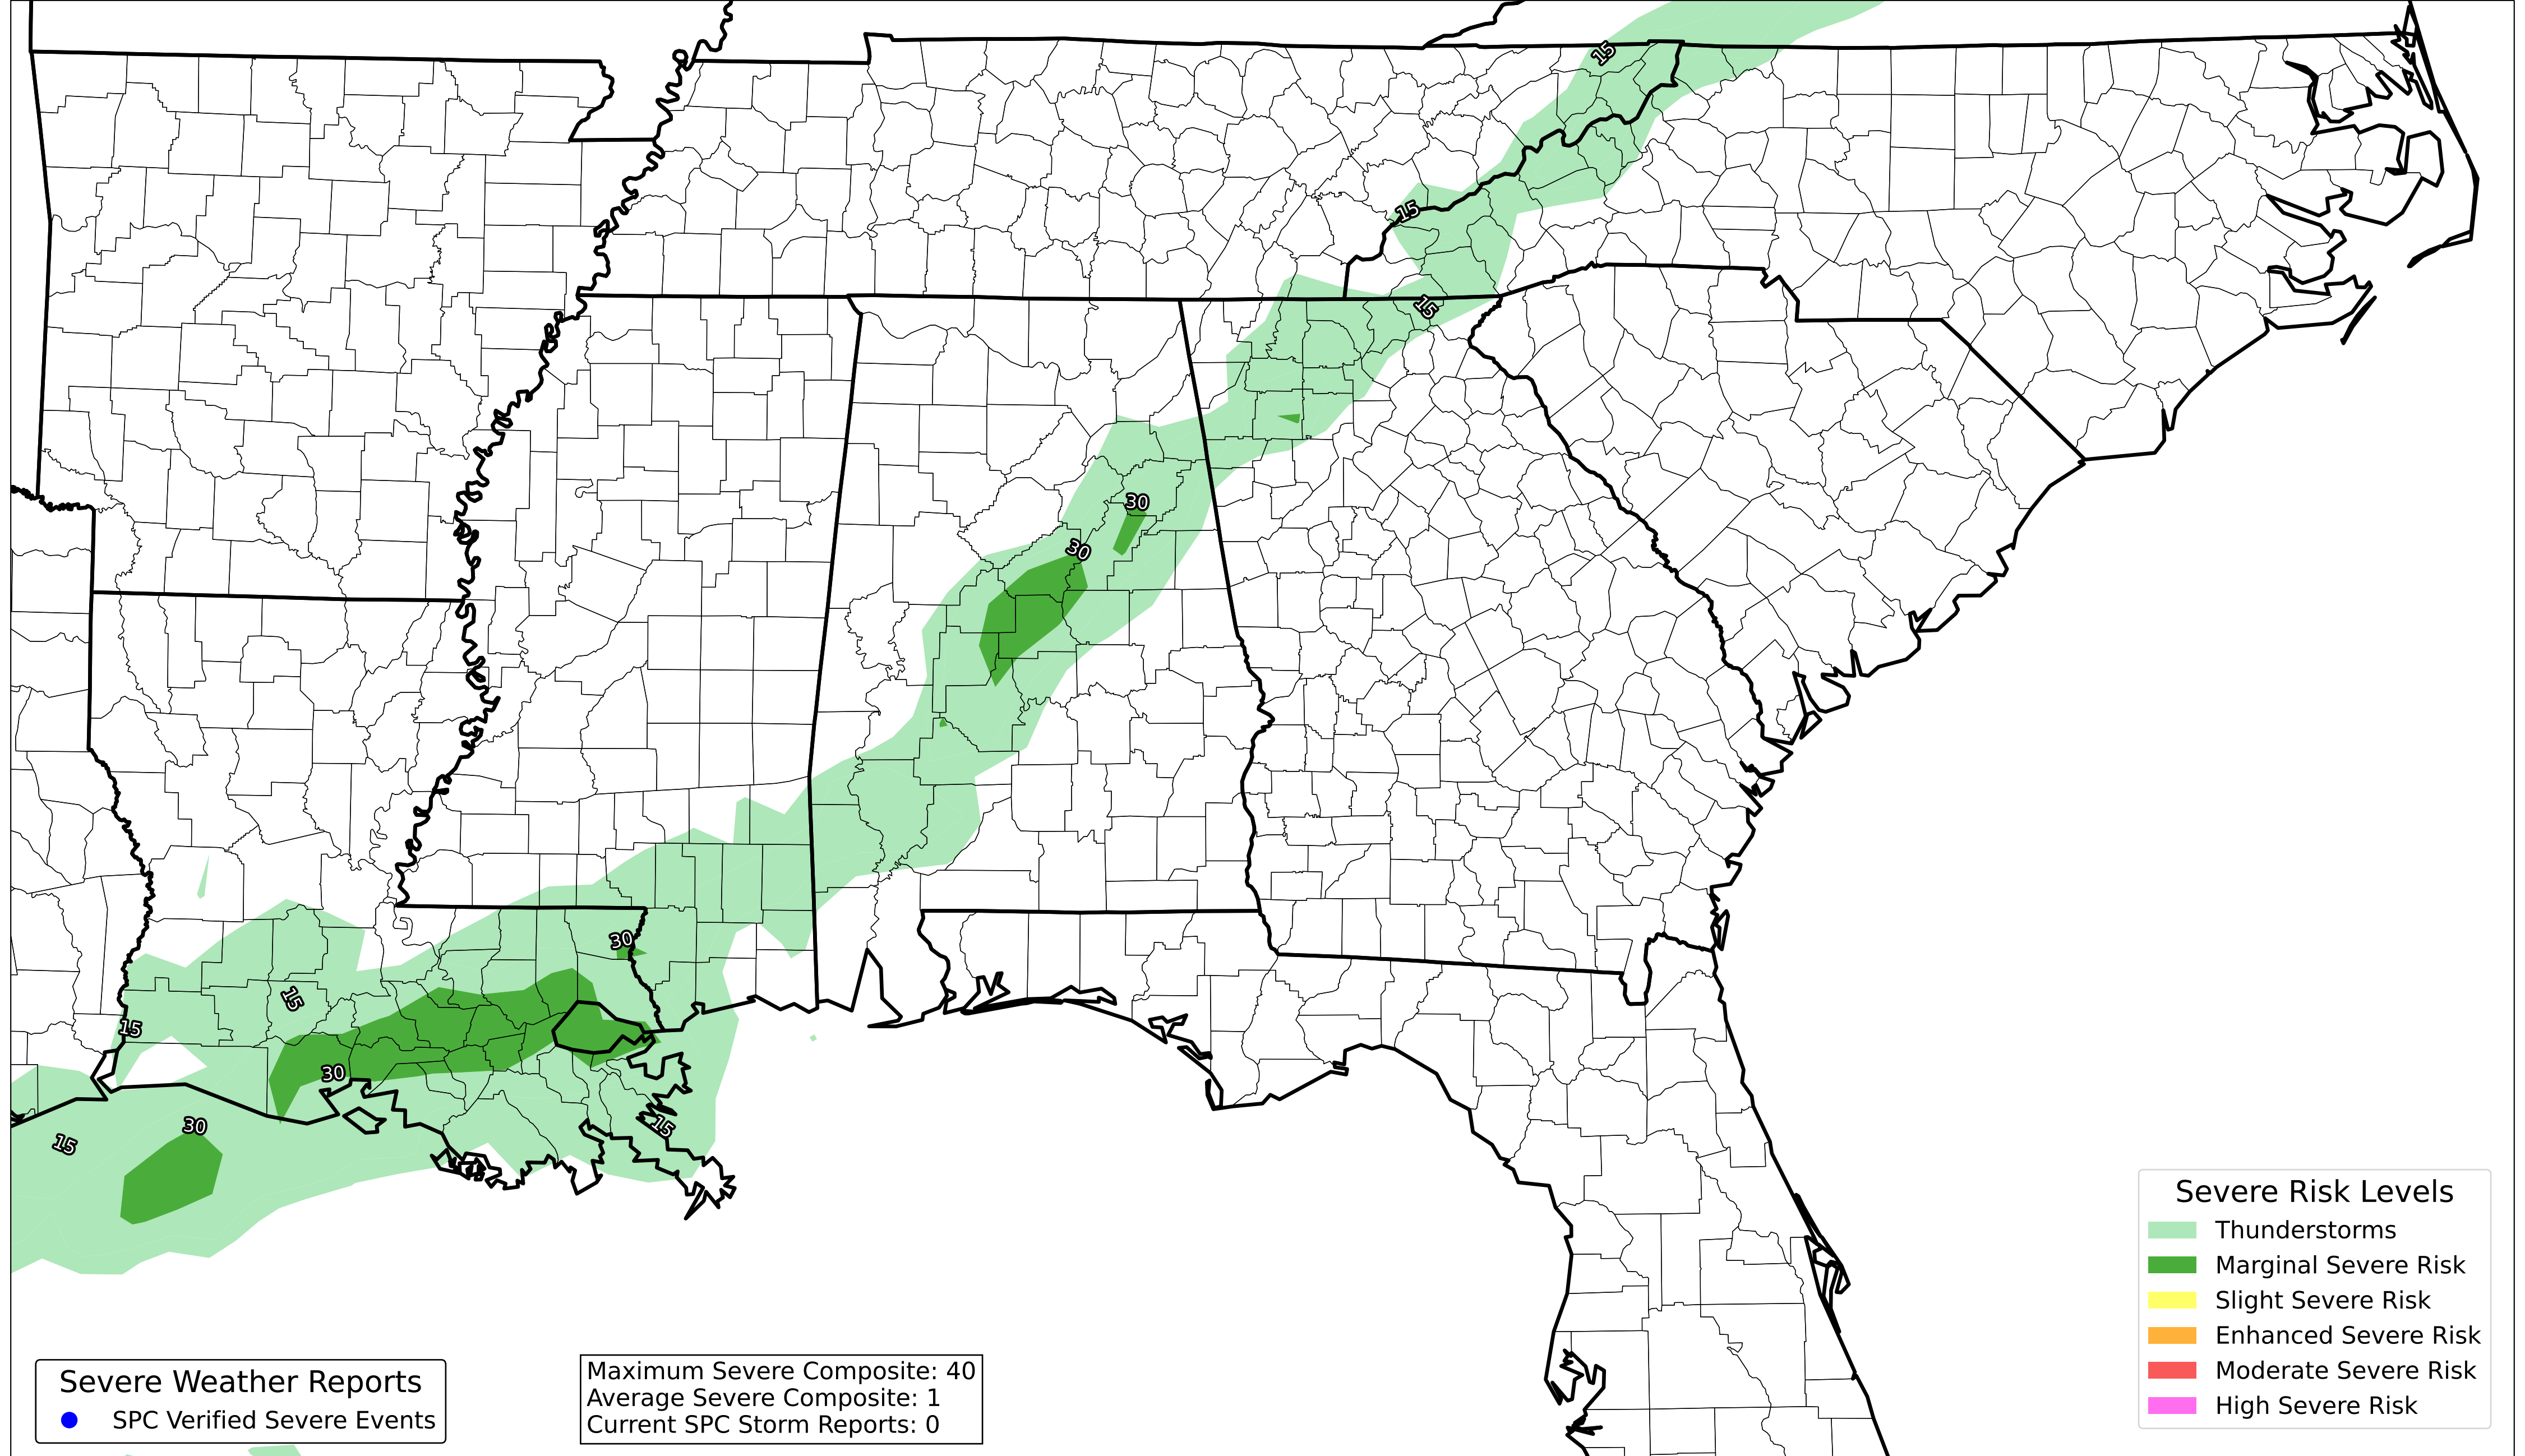 15
15
15
30
30
30
15
15
30
30
15
15
Severe Risk Levels
Thunderstorms
Marginal Severe Risk
Slight Severe Risk
Enhanced Severe Risk
Moderate Severe Risk
High Severe Risk
Severe Weather Reports
SPC Verified Severe Events
Maximum Severe Composite: 40
Average Severe Composite: 1
Current SPC Storm Reports: 0